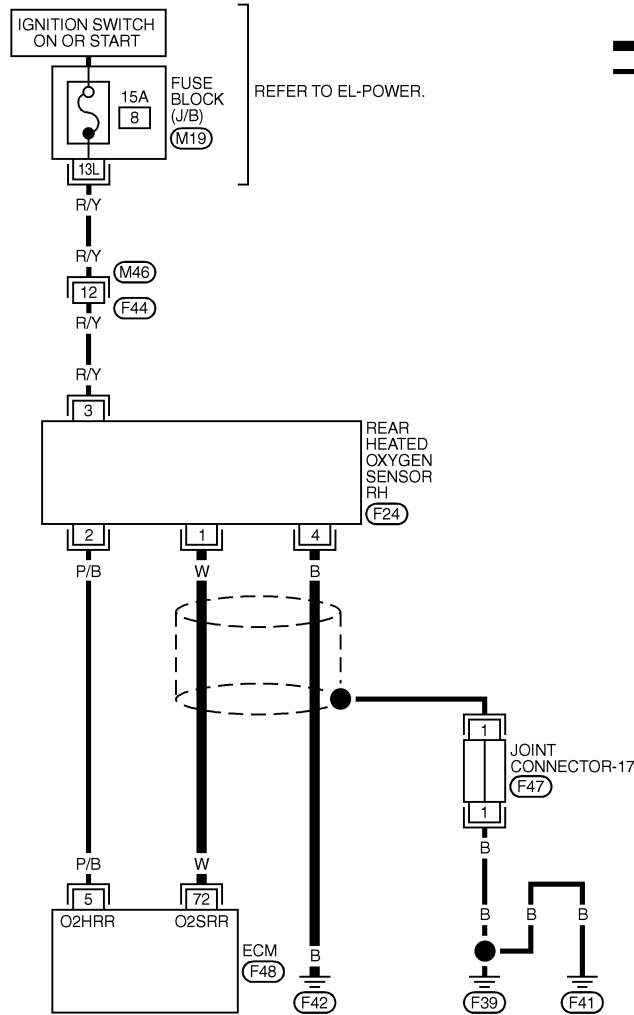 IGNITION SWITCH
ON OR START
FUSE
BLOCK
(J/B)
M19
15A
8
REFER TO EL-POWER.
13L
R/Y
R/Y
M46
12
F44
R/Y
R/Y
3
REAR
HEATED
OXYGEN
SENSOR
RH
F24
2
1
4
P/B
W
B
1
JOINT
CONNECTOR-17
F47
1
B
P/B
W
5
72
O2HRR
O2SRR
ECM
F48
B
F42
B
B
B
F39
F41